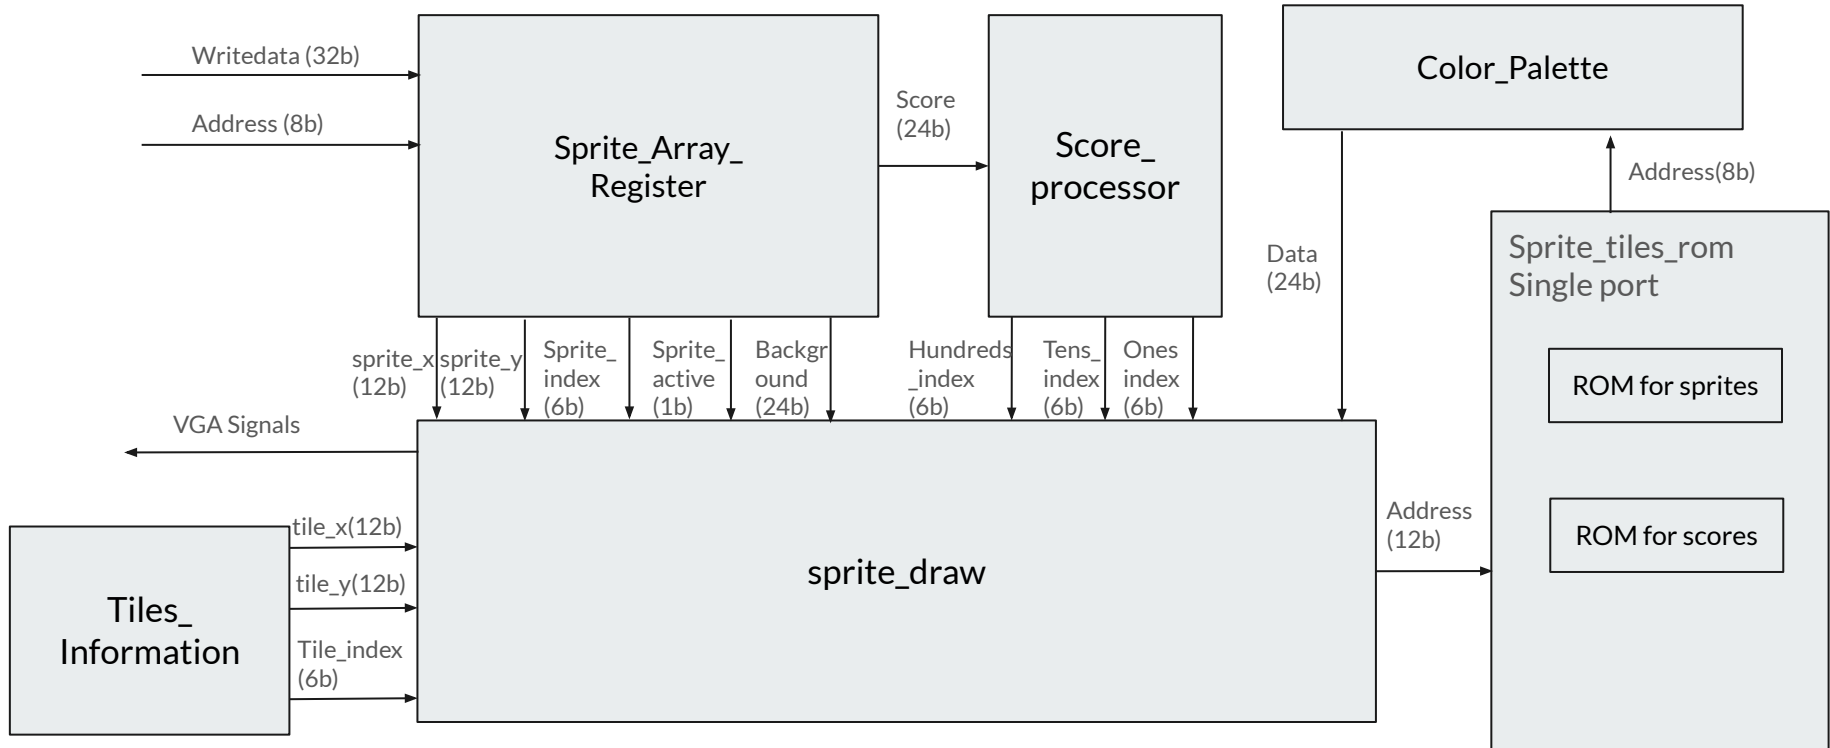 Writedata (32b)
Address (8b)
Sprite_Array_
Register
Score
(24b)
Score_
processor
Color_Palette
Address(8b)
Data
(24b)
Sprite_tiles_rom
Single port
ROM for sprites
ROM for scores
sprite_x
(12b)
sprite_y
(12b)
Sprite_
index
(6b)
Sprite_
active
(1b)
Backgr
ound
(24b)
Hundreds
_index
(6b)
Tens_
index
(6b)
Ones
index
(6b)
VGA Signals
tile_x(12b)
tile_y(12b)
Tile_index
(6b)
Tiles_
Information
sprite_draw
Address
(12b)